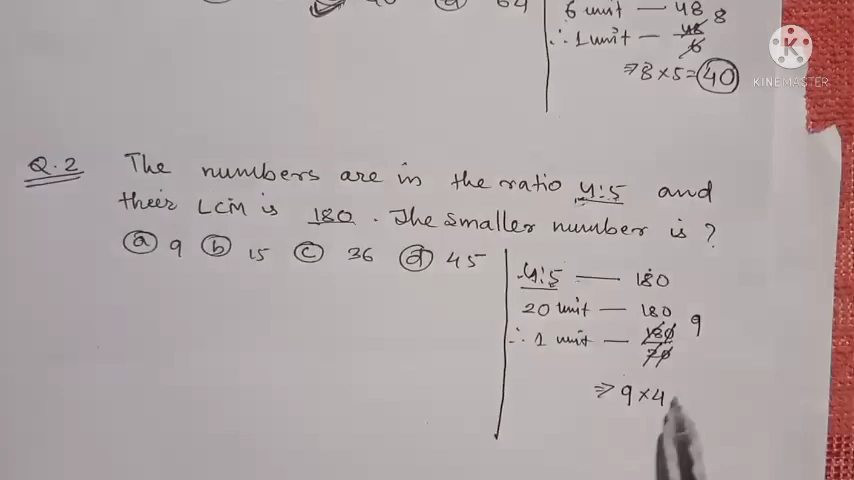 64
6 unit — 48 8
∴ 1 unit — 48/6
⇒ 8 × 5 = 40
KINEMASTER
Q.2 The numbers are in the ratio 4:5 and
their LCM is 180. The smaller number is ?
(a) 9 (b) 15 (c) 36 (d) 45
4:5 — 180
20 unit — 180
∴ 1 unit — 180/20 9
⇒ 9×4